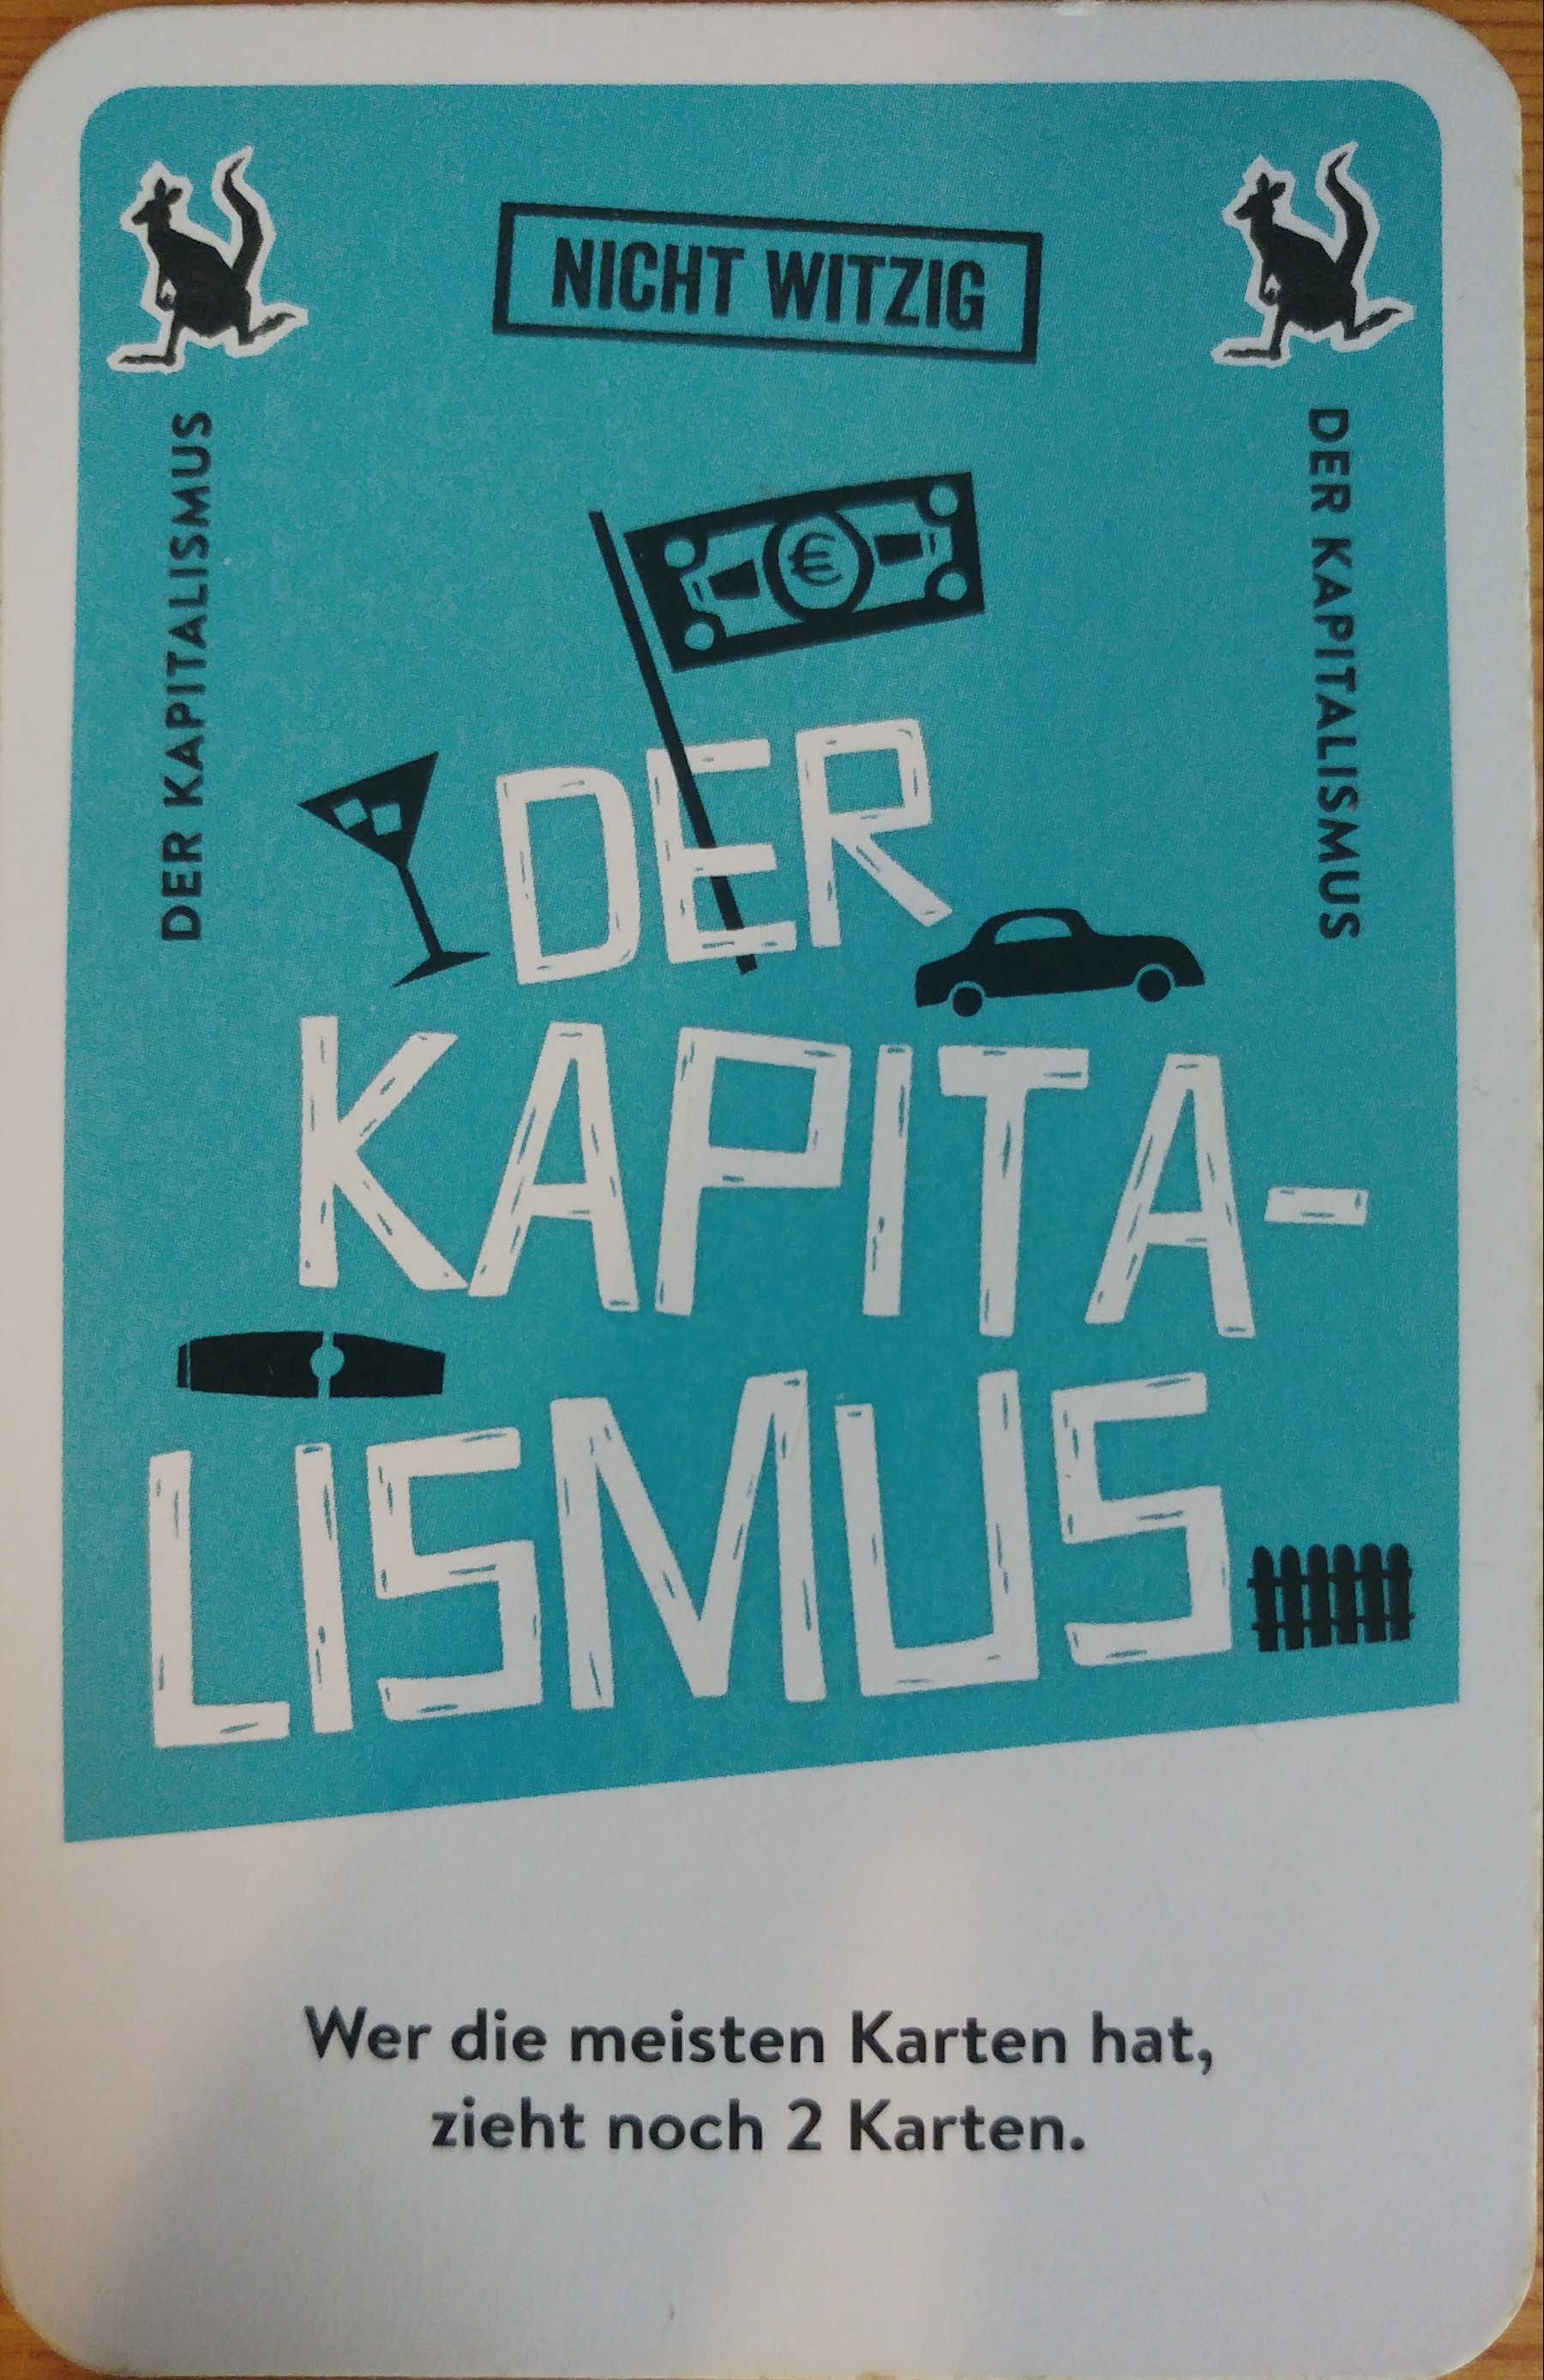 NICHT WITZIG
DER KAPITALISMUS
DER KAPITALISMUS
€
DER
KAPITA-
LISMUS
Wer die meisten Karten hat,
zieht noch 2 Karten.